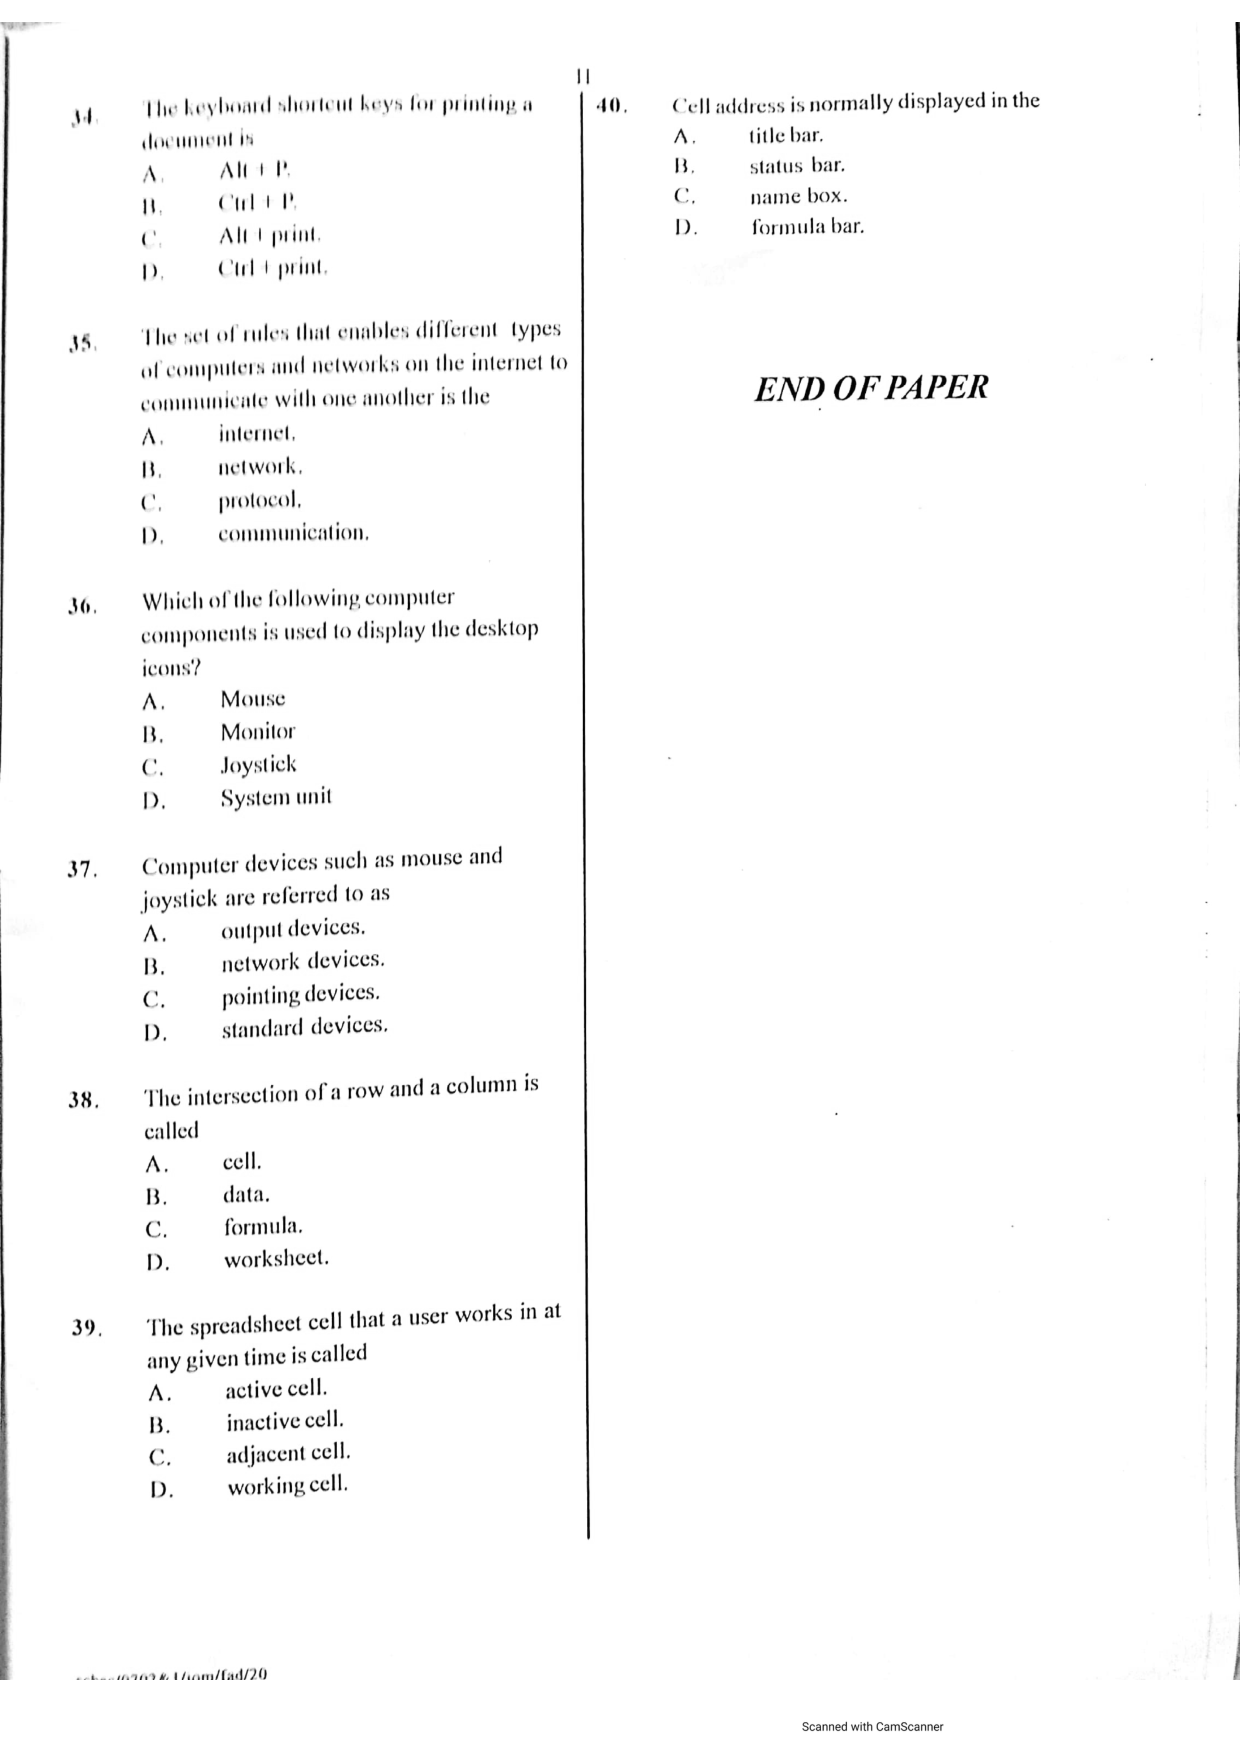 11
34. The keyboard shortcut keys for printing a
document is
A. Alt + P.
B. Ctrl + P.
C. Alt + print.
D. Ctrl + print.
35. The set of rules that enables different types
of computers and networks on the internet to
communicate with one another is the
A. internet.
B. network.
C. protocol.
D. communication.
36. Which of the following computer
components is used to display the desktop
icons?
A. Mouse
B. Monitor
C. Joystick
D. System unit
37. Computer devices such as mouse and
joystick are referred to as
A. output devices.
B. network devices.
C. pointing devices.
D. standard devices.
38. The intersection of a row and a column is
called
A. cell.
B. data.
C. formula.
D. worksheet.
39. The spreadsheet cell that a user works in at
any given time is called
A. active cell.
B. inactive cell.
C. adjacent cell.
D. working cell.
40. Cell address is normally displayed in the
A. title bar.
B. status bar.
C. name box.
D. formula bar.
END OF PAPER
Scanned with CamScanner